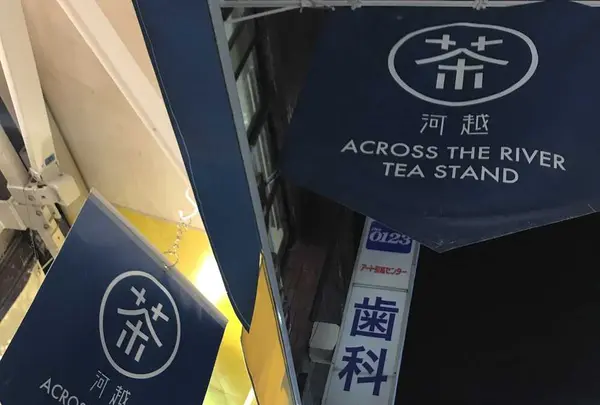 茶
河越
ACROSS THE RIVER
TEA STAND
0123
アート引越センター
歯科
茶
河越
ACROSS